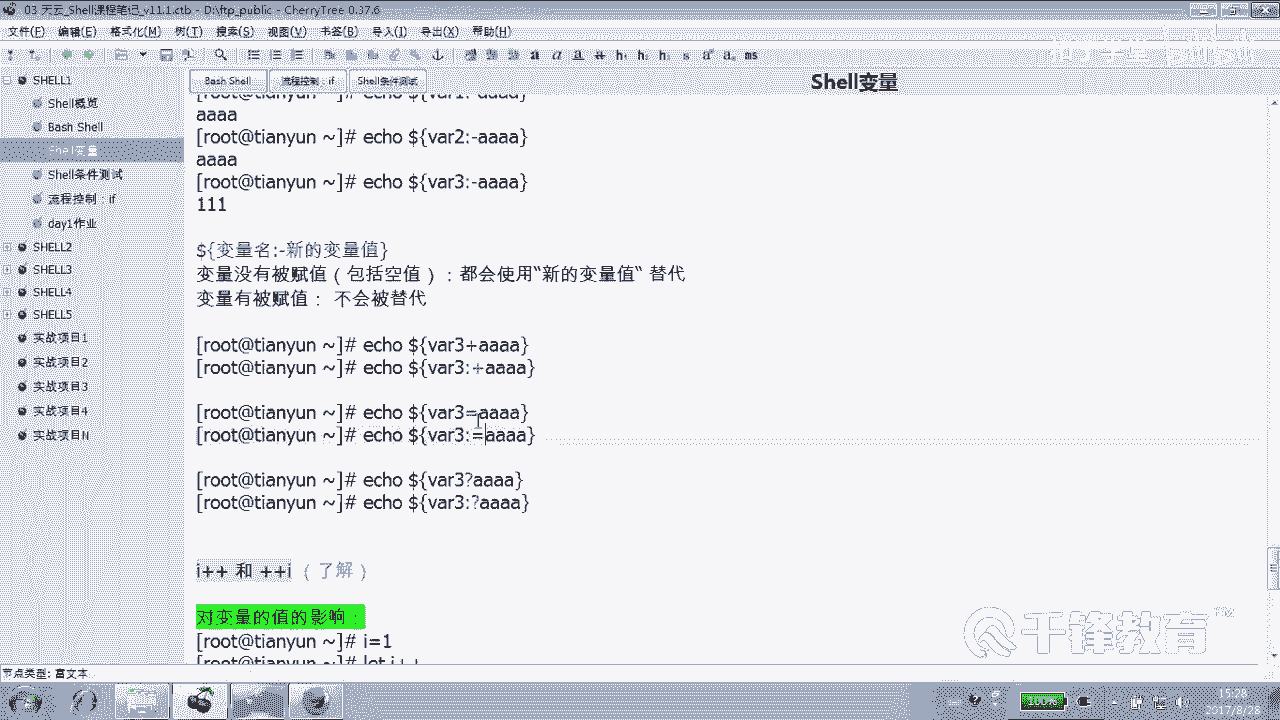 03 天云_Shell课程笔记_v11.1.ctb - D:\ftp_public - CherryTree 0.37.6
文件(F) 编辑(E) 格式化(M) 树(T) 搜索(S) 视图(V) 书签(B) 导入(I) 导出(X) 帮助(H)
SHELL1
Shell概览
Bash Shell
Shell变量
Shell条件测试
流程控制：if
day1作业
SHELL2
SHELL3
SHELL4
SHELL5
实战项目1
实战项目2
实战项目3
实战项目4
实战项目N
Bash Shell 流程控制：if Shell条件测试
Shell变量
[root@tianyun ~]# echo ${var1:-aaaa}
aaaa
[root@tianyun ~]# echo ${var2:-aaaa}
aaaa
[root@tianyun ~]# echo ${var3:-aaaa}
111
${变量名:-新的变量值}
变量没有被赋值（包括空值）：都会使用“新的变量值“ 替代
变量有被赋值： 不会被替代
[root@tianyun ~]# echo ${var3+aaaa}
[root@tianyun ~]# echo ${var3:+aaaa}
[root@tianyun ~]# echo ${var3=aaaa}
[root@tianyun ~]# echo ${var3:=aaaa}
[root@tianyun ~]# echo ${var3?aaaa}
[root@tianyun ~]# echo ${var3:?aaaa}
i++ 和 ++i （了解）
对变量的值的影响：
[root@tianyun ~]# i=1
[root@tianyun ~]# let i++
千锋教育
节点类型: 富文本
100%
15:28
2017/8/28